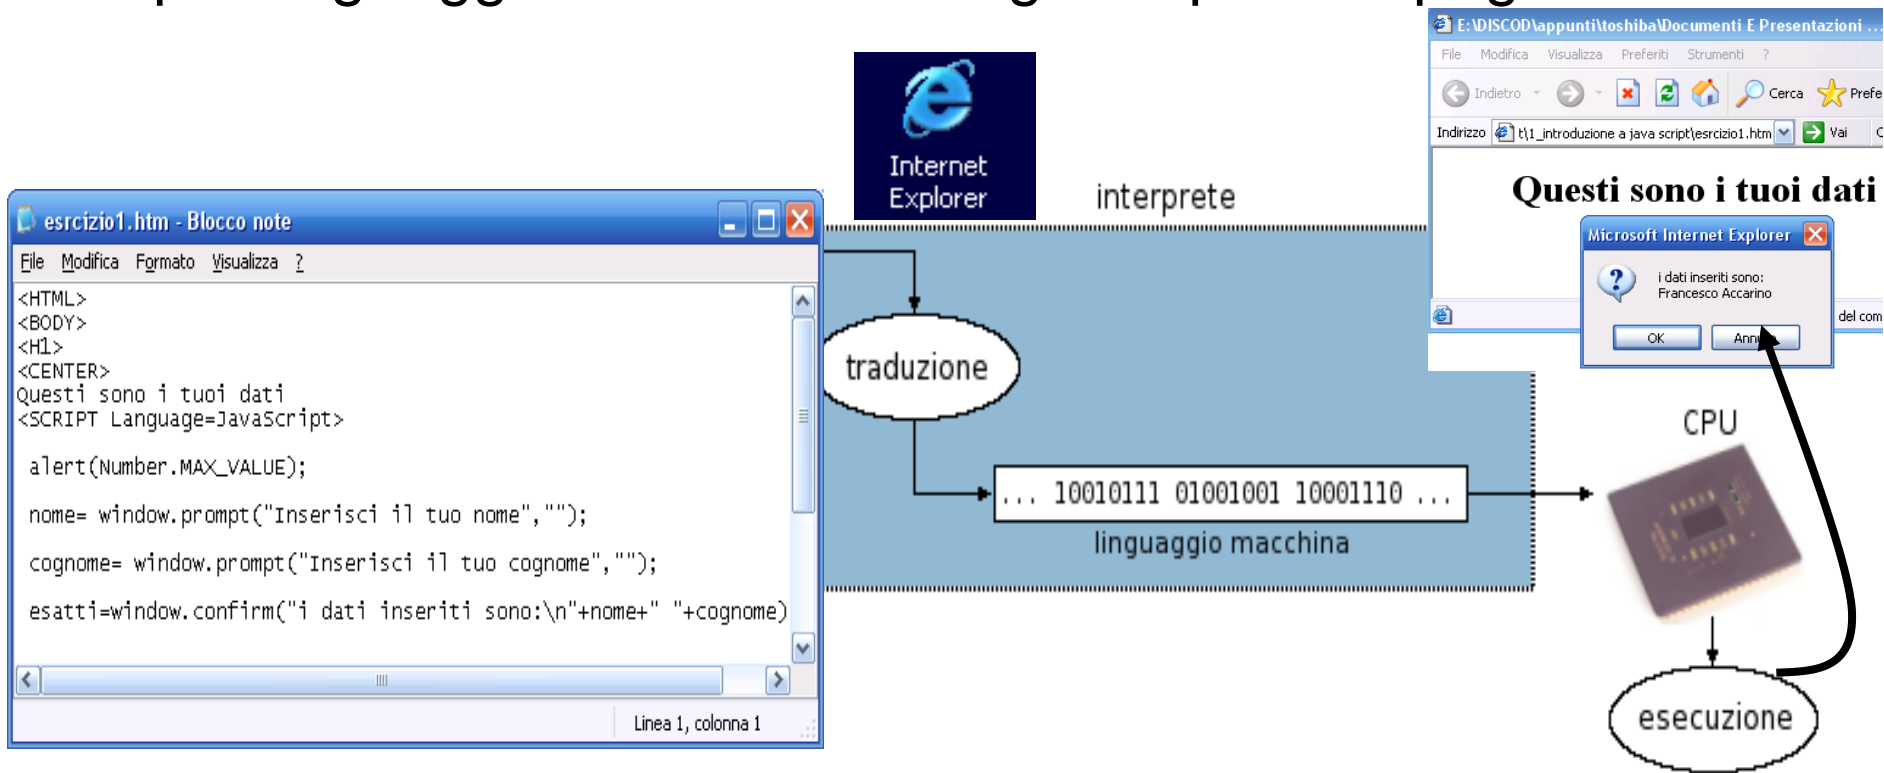 E:\DISCOD\appunti\toshiba\Documenti E Presentazioni ...
File Modifica Visualizza Preferiti Strumenti ?
Indietro Cerca
Indirizzo t\1_introduzione a java script\esrcizio1.htm Vai
Questi sono i tuoi dati
Microsoft Internet Explorer
i dati inseriti sono:
Francesco Accarino
OK
Internet
Explorer
interprete
esrcizio1.htm - Blocco note
File Modifica Formato Visualizza ?
<HTML>
<BODY>
<H1>
<CENTER>
Questi sono i tuoi dati
<SCRIPT Language=JavaScript>
alert(Number.MAX_VALUE);
nome= window.prompt("Inserisci il tuo nome","");
cognome= window.prompt("Inserisci il tuo cognome","");
esatti=window.confirm("i dati inseriti sono:\n"+nome+" "+cognome)
Linea 1, colonna 1
traduzione
... 10010111 01001001 10001110 ...
linguaggio macchina
CPU
esecuzione